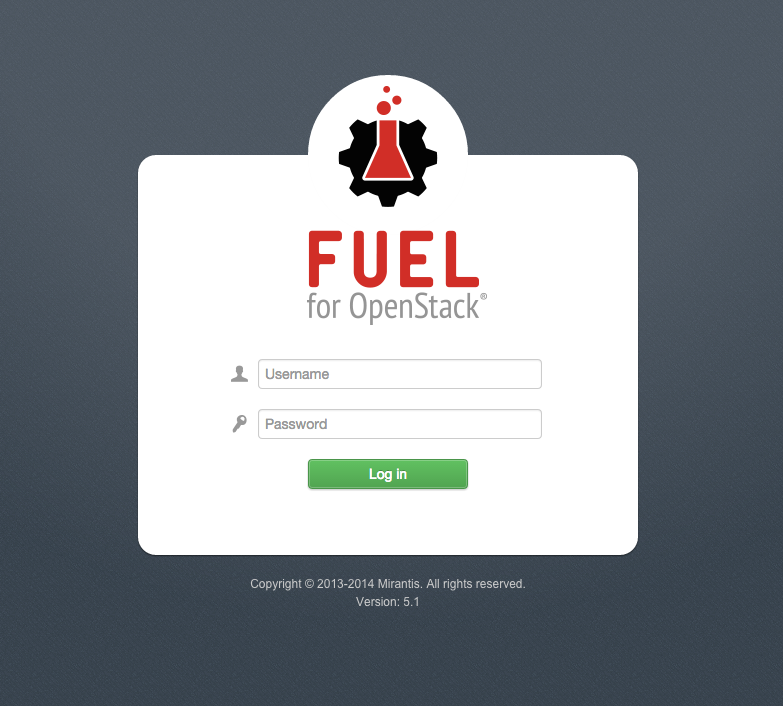 FUEL
for OpenStack®
Username
Password
Log in
Copyright © 2013-2014 Mirantis. All rights reserved.
Version: 5.1